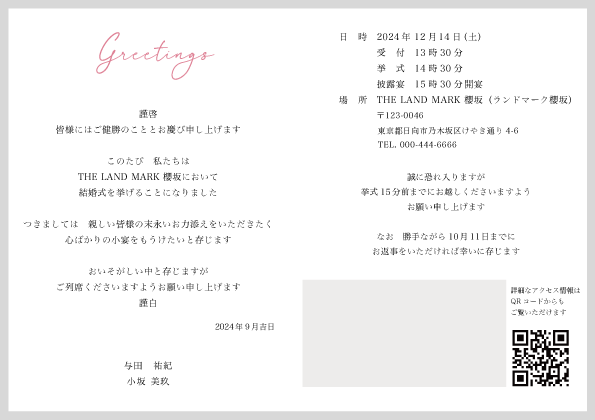 Greetings
謹啓
皆様にはご健勝のこととお慶び申し上げます
このたび　私たちは
THE LAND MARK 櫻坂において
結婚式を挙げることになりました
つきましては　親しい皆様の末永いお力添えをいただきたく
心ばかりの小宴をもうけたいと存じます
おいそがしい中と存じますが
ご列席くださいますようお願い申し上げます
謹白
2024年9月吉日
与田　祐紀
小坂 美玖
日　時　2024年 12月14日(土)
受　付　13時30分
挙　式　14時30分
披露宴　15時30分開宴
場　所　THE LAND MARK 櫻坂（ランドマーク櫻坂）
〒123-0046
東京都日向市乃木坂区けやき通り 4-6
TEL. 000-444-6666
誠に恐れ入りますが
挙式15分前までにお越しくださいますよう
お願い申し上げます
なお　勝手ながら10月11日までに
お返事をいただければ幸いに存じます
詳細なアクセス情報は
QRコードからも
ご覧いただけます